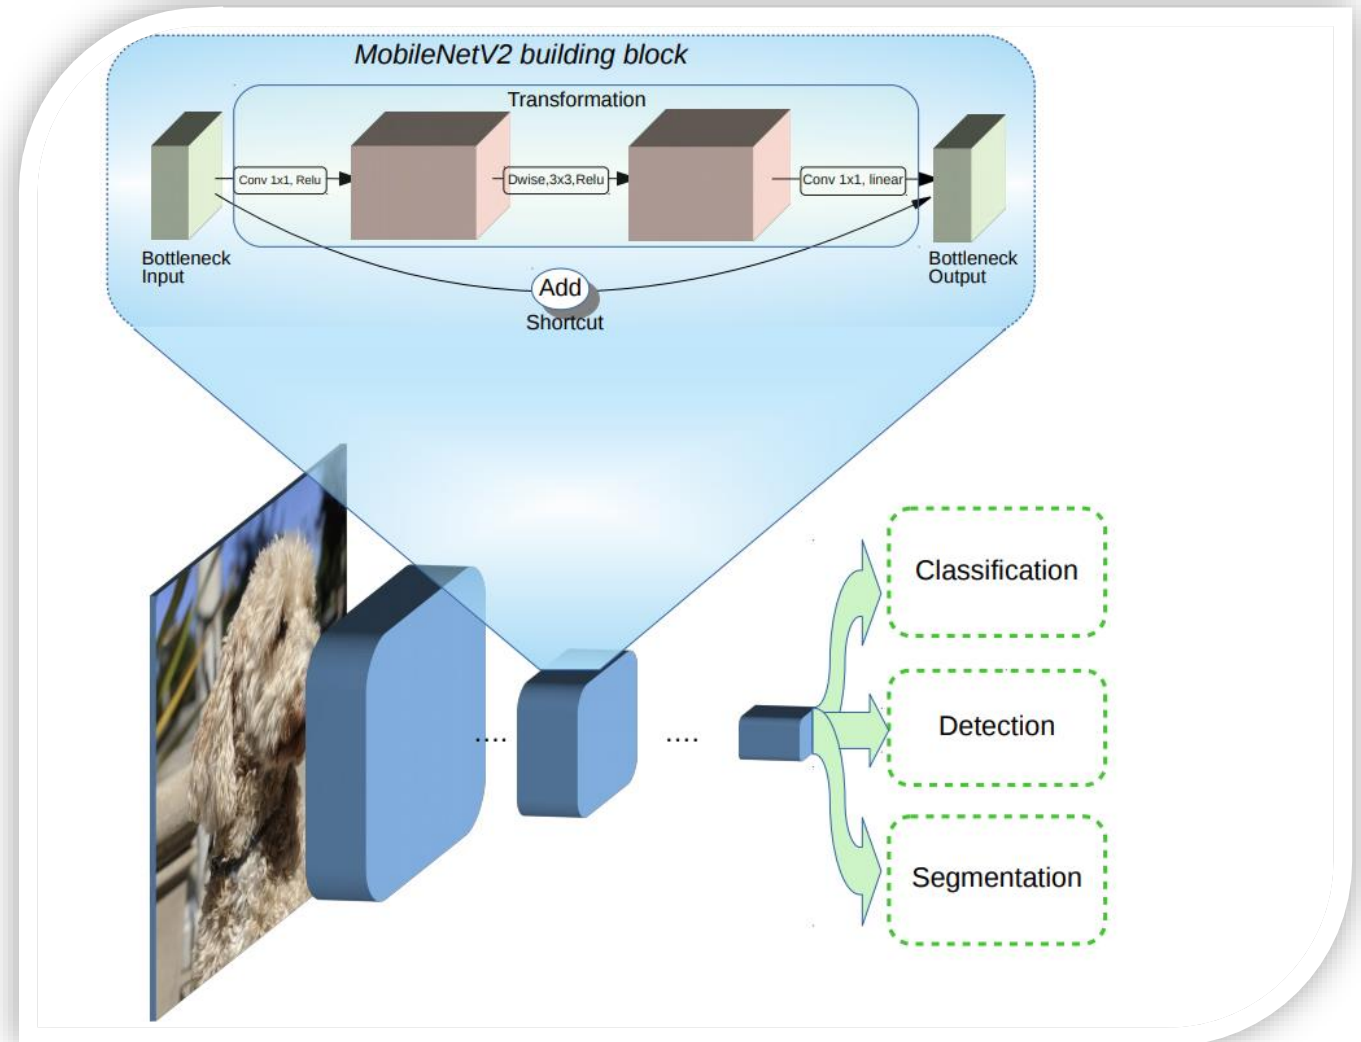 MobileNetV2 building block
Transformation
Conv 1x1, Relu
Dwise,3x3,Relu
Conv 1x1, linear
Bottleneck
Input
Bottleneck
Output
Add
Shortcut
....
....
Classification
Detection
Segmentation